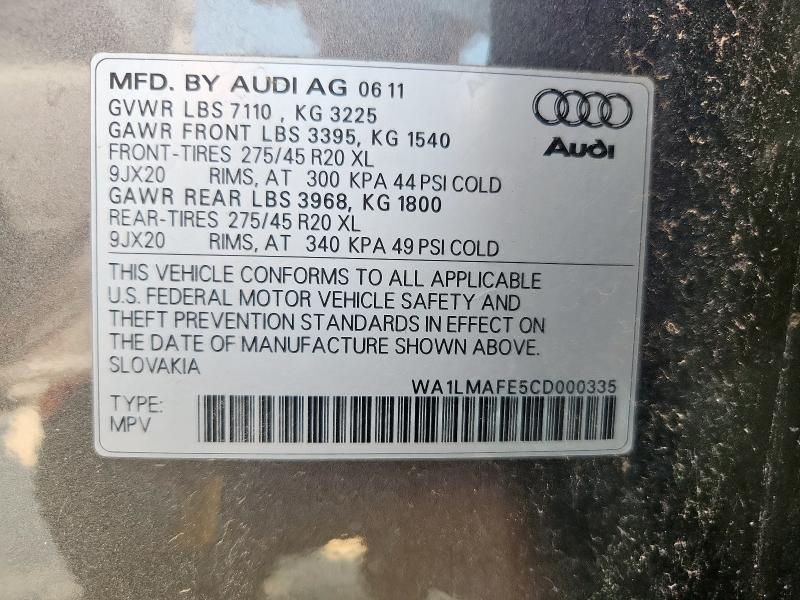 MFD. BY AUDI AG 06 11
GVWR LBS 7110 , KG 3225
GAWR FRONT LBS 3395, KG 1540
FRONT-TIRES 275/45 R20 XL
9JX20 RIMS, AT 300 KPA 44 PSI COLD
GAWR REAR LBS 3968, KG 1800
REAR-TIRES 275/45 R20 XL
9JX20 RIMS, AT 340 KPA 49 PSI COLD
Audi
THIS VEHICLE CONFORMS TO ALL APPLICABLE
U.S. FEDERAL MOTOR VEHICLE SAFETY AND
THEFT PREVENTION STANDARDS IN EFFECT ON
THE DATE OF MANUFACTURE SHOWN ABOVE.
SLOVAKIA
WA1LMAFE5CD000335
TYPE:
MPV